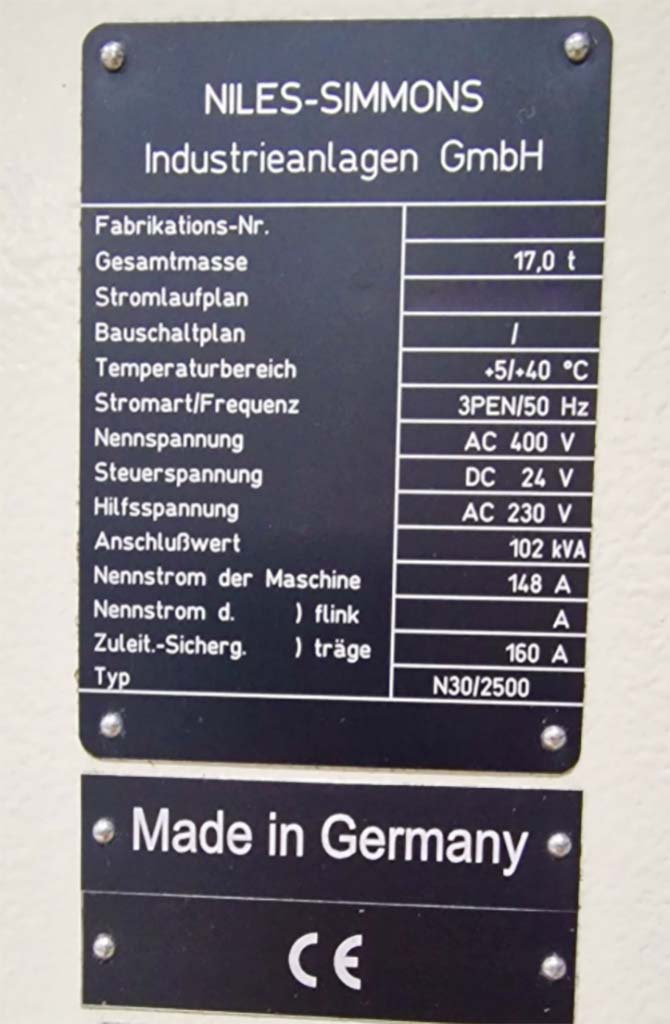 NILES-SIMMONS
Industrieanlagen GmbH
Fabrikations-Nr.
Gesamtmasse 17,0 t
Stromlaufplan
Bauschaltplan /
Temperaturbereich +5/+40 °C
Stromart/Frequenz 3PEN/50 Hz
Nennspannung AC 400 V
Steuerspannung DC 24 V
Hilfsspannung AC 230 V
Anschlußwert 102 kVA
Nennstrom der Maschine 148 A
Nennstrom d. ) flink A
Zuleit.-Sicherg. ) träge 160 A
Typ N30/2500
Made in Germany
CE